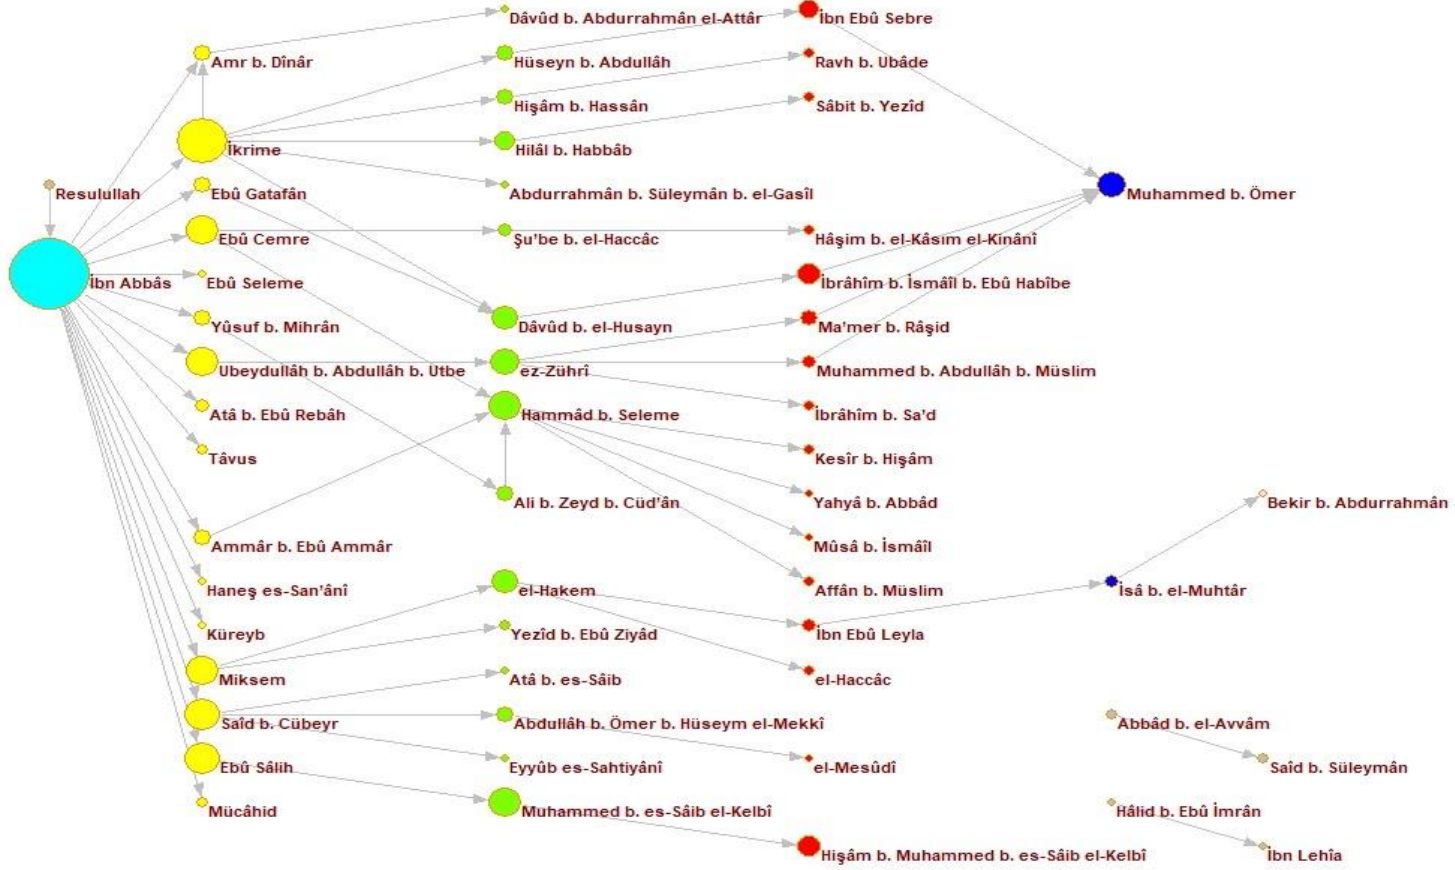 Dâvûd b. Abdurrahmân el-Attâr
İbn Ebû Sebre
Amr b. Dînâr
Hüseyn b. Abdullâh
Ravh b. Ubâde
Hişâm b. Hassân
Sâbit b. Yezîd
İkrime
Hilâl b. Habbâb
Resulullah
Ebû Gatafân
Abdurrahmân b. Süleymân b. el-Gasîl
Muhammed b. Ömer
Ebû Cemre
Şu'be b. el-Haccâc
Hâşim b. el-Kâsim el-Kinânî
İbn Abbâs
Ebû Seleme
İbrâhîm b. İsmâîl b. Ebû Habîbe
Yûsuf b. Mihrân
Dâvûd b. el-Husayn
Ma'mer b. Râşid
Ubeydullâh b. Abdullâh b. Utbe
ez-Zührî
Muhammed b. Abdullâh b. Müslim
Atâ b. Ebû Rebâh
Hammâd b. Seleme
İbrâhîm b. Sa'd
Tâvus
Kesîr b. Hişâm
Ali b. Zeyd b. Cüd'ân
Yahyâ b. Abbâd
Bekir b. Abdurrahmân
Ammâr b. Ebû Ammâr
Mûsâ b. İsmâîl
Haneş es-San'ânî
el-Hakem
Affân b. Müslim
İsâ b. el-Muhtâr
Küreyb
Yezîd b. Ebû Ziyâd
İbn Ebû Leyla
Miksem
Atâ b. es-Sâib
el-Haccâc
Saîd b. Cübeyr
Abdullâh b. Ömer b. Hüseym el-Mekkî
Abbâd b. el-Avvâm
Ebû Sâlih
Eyyûb es-Sahtiyânî
el-Mesûdî
Saîd b. Süleymân
Mücâhid
Muhammed b. es-Sâib el-Kelbî
Hâlid b. Ebû İmrân
Hişâm b. Muhammed b. es-Sâib el-Kelbî
İbn Lehîa